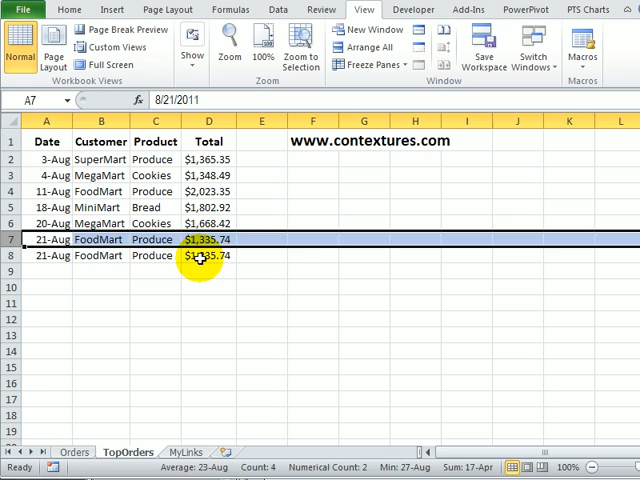 File Home Insert Page Layout Formulas Data Review View Developer Add-Ins PowerPivot PTS Charts
Normal Page Layout Page Break Preview Custom Views Full Screen Show Zoom 100% Zoom to Selection New Window Arrange All Freeze Panes Save Workspace Switch Windows Macros
Workbook Views Zoom Window Macros
A7 fx 8/21/2011
A B C D E F G H I J K L
1 Date Customer Product Total www.contextures.com
2 3-Aug SuperMart Produce $1,365.35
3 4-Aug MegaMart Cookies $1,348.49
4 11-Aug FoodMart Produce $2,023.35
5 18-Aug MiniMart Bread $1,802.92
6 20-Aug MegaMart Cookies $1,668.42
7 21-Aug FoodMart Produce $1,335.74
8 21-Aug FoodMart Produce $1,335.74
9
10
11
12
13
14
15
16
17
18
19
Orders TopOrders MyLinks
Ready Average: 23-Aug Count: 4 Numerical Count: 2 Min: 27-Aug Sum: 17-Apr 100%